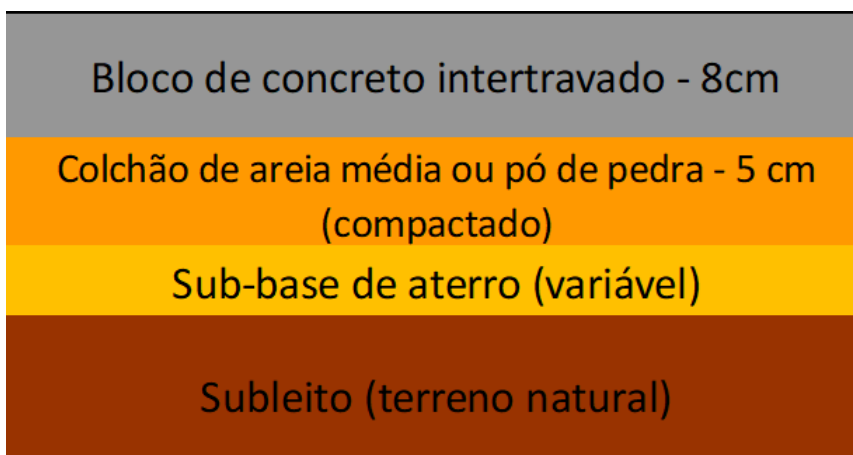 Bloco de concreto intertravado - 8cm
Colchão de areia média ou pó de pedra - 5 cm
(compactado)
Sub-base de aterro (variável)
Subleito (terreno natural)